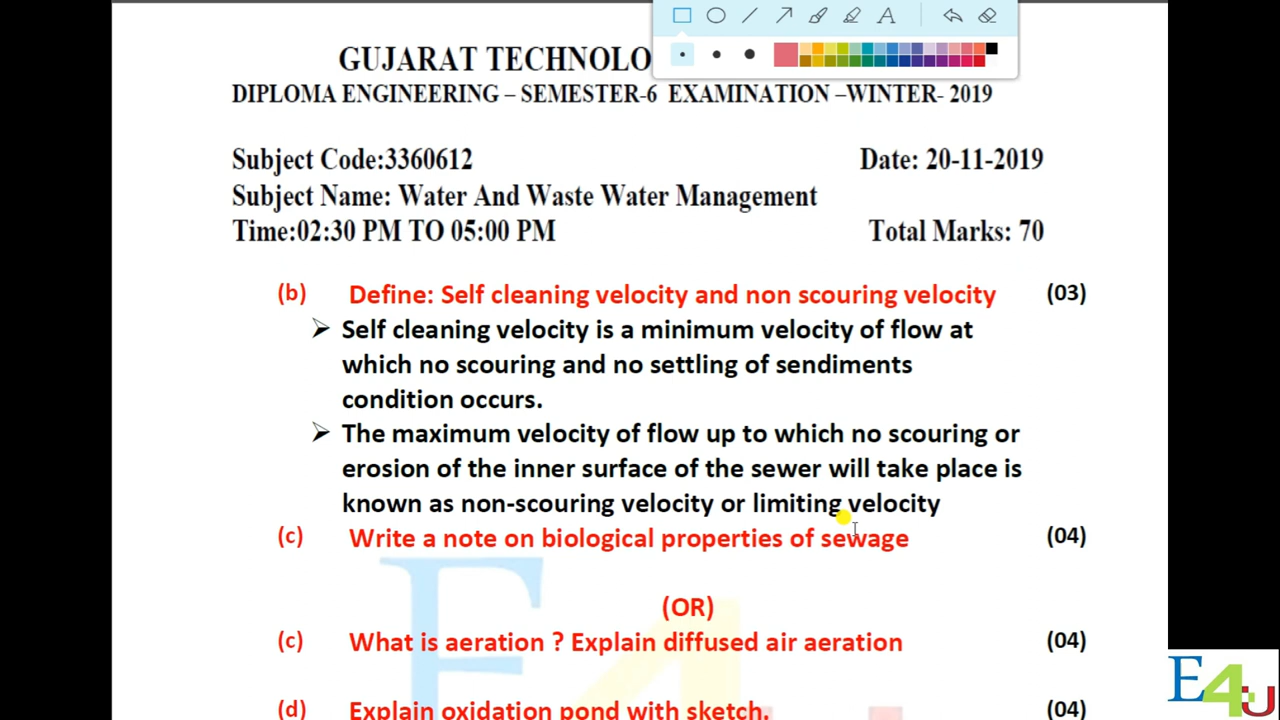 A
GUJARAT TECHNOLO
DIPLOMA ENGINEERING – SEMESTER-6 EXAMINATION –WINTER- 2019
Subject Code:3360612 Date: 20-11-2019
Subject Name: Water And Waste Water Management
Time:02:30 PM TO 05:00 PM Total Marks: 70
(b) Define: Self cleaning velocity and non scouring velocity (03)
➢ Self cleaning velocity is a minimum velocity of flow at
which no scouring and no settling of sendiments
condition occurs.
➢ The maximum velocity of flow up to which no scouring or
erosion of the inner surface of the sewer will take place is
known as non-scouring velocity or limiting velocity
(c) Write a note on biological properties of sewage (04)
(OR)
(c) What is aeration ? Explain diffused air aeration (04)
(d) Explain oxidation pond with sketch. (04)
E4U